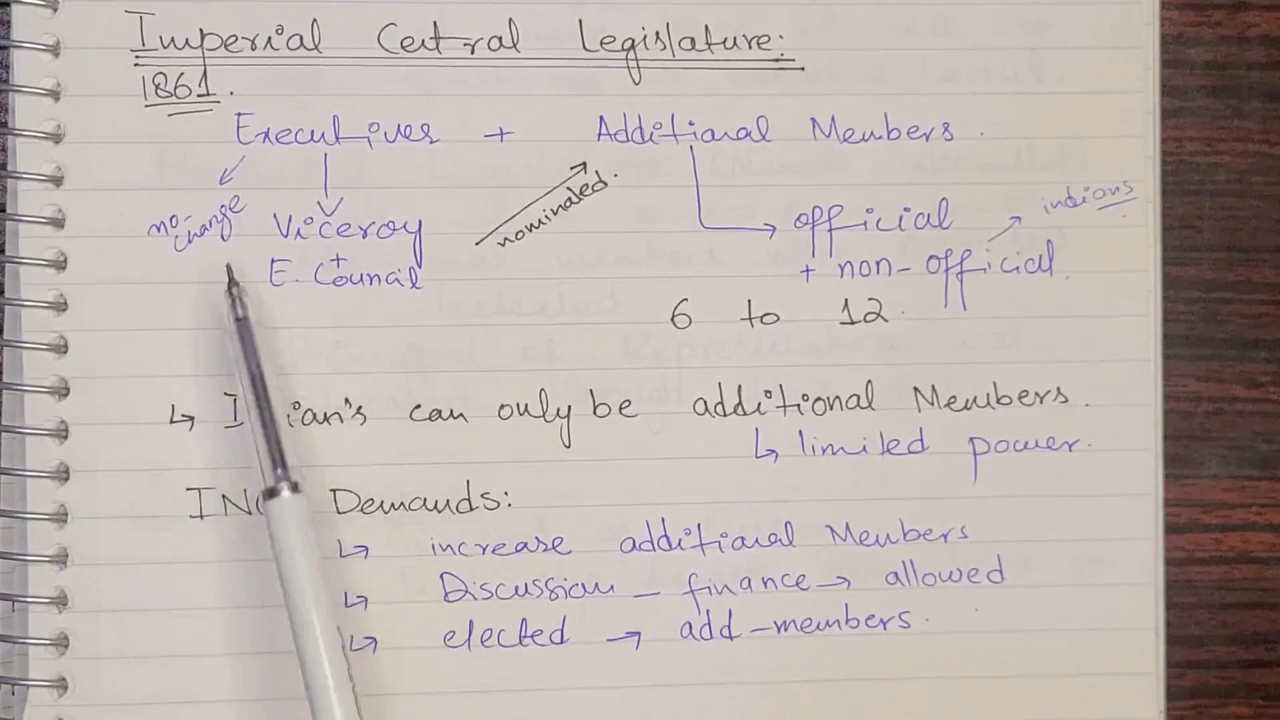 Imperial Central Legislature:
1861.
Executives + Additional Members.
no change
Viceroy
+
E. Council
nominated.
official
+ non-official.
indians
6 to 12.
↳ I ian's can only be additional Members.
↳ limited power.
IN Demands:
↳ increase additional Members
↳ Discussion - finance → allowed
↳ elected → add-members.